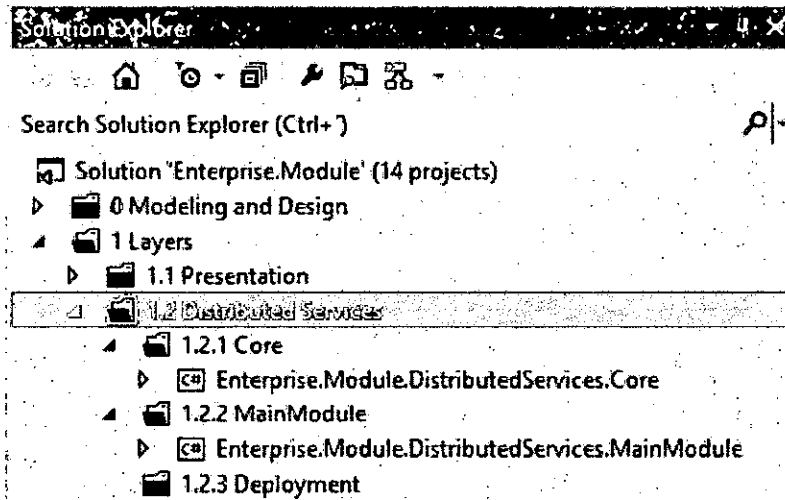 Solution Explorer
Search Solution Explorer (Ctrl+¨)
Solution 'Enterprise.Module' (14 projects)
0 Modeling and Design
1 Layers
1.1 Presentation
1.2 Distributed Services
1.2.1 Core
C# Enterprise.Module.DistributedServices.Core
1.2.2 MainModule
C# Enterprise.Module.DistributedServices.MainModule
1.2.3 Deployment